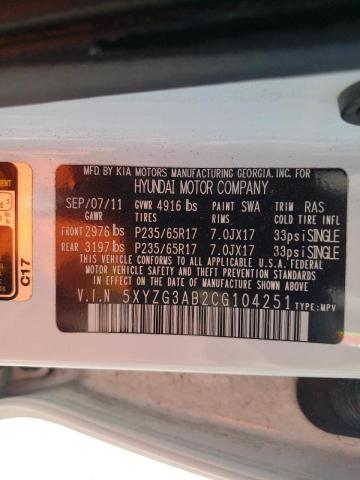 MFD.BY KIA MOTORS MANUFACTURING GEORGIA,INC. FOR
HYUNDAI MOTOR COMPANY
SEP/07/11 GVWR 4916 lbs PAINT SWA TRIM RAS
GAWR TIRES RIMS
FRONT 2976 lbs P235/65R17 7.0JX17 33psi SINGLE
REAR 3197 lbs P235/65R17 7.0JX17 33psi SINGLE
THIS VEHICLE CONFORMS TO ALL APPLICABLE U.S.A.FEDERAL
MOTOR VEHICLE SAFETY AND THEFT PREVENTION STANDARDS
IN EFFECT ON THE DATE OF MANUFACTURE SHOWN ABOVE.
V.I.N 5XYZG3AB2CG104251 TYPE:MPV
C17